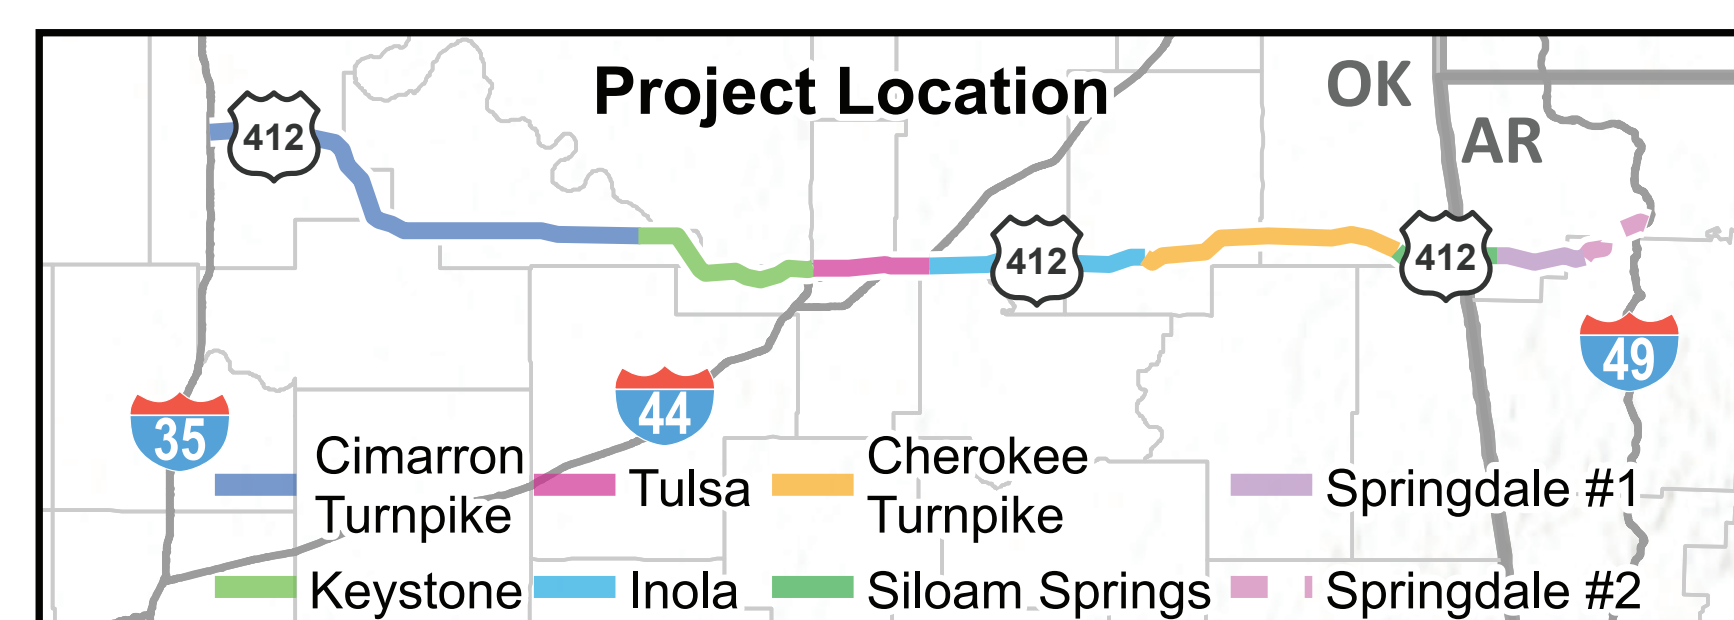 Project Location
OK
AR
412
412
412
35
44
49
Cimarron
Turnpike
Tulsa
Cherokee
Turnpike
Springdale #1
Keystone
Inola
Siloam Springs
Springdale #2